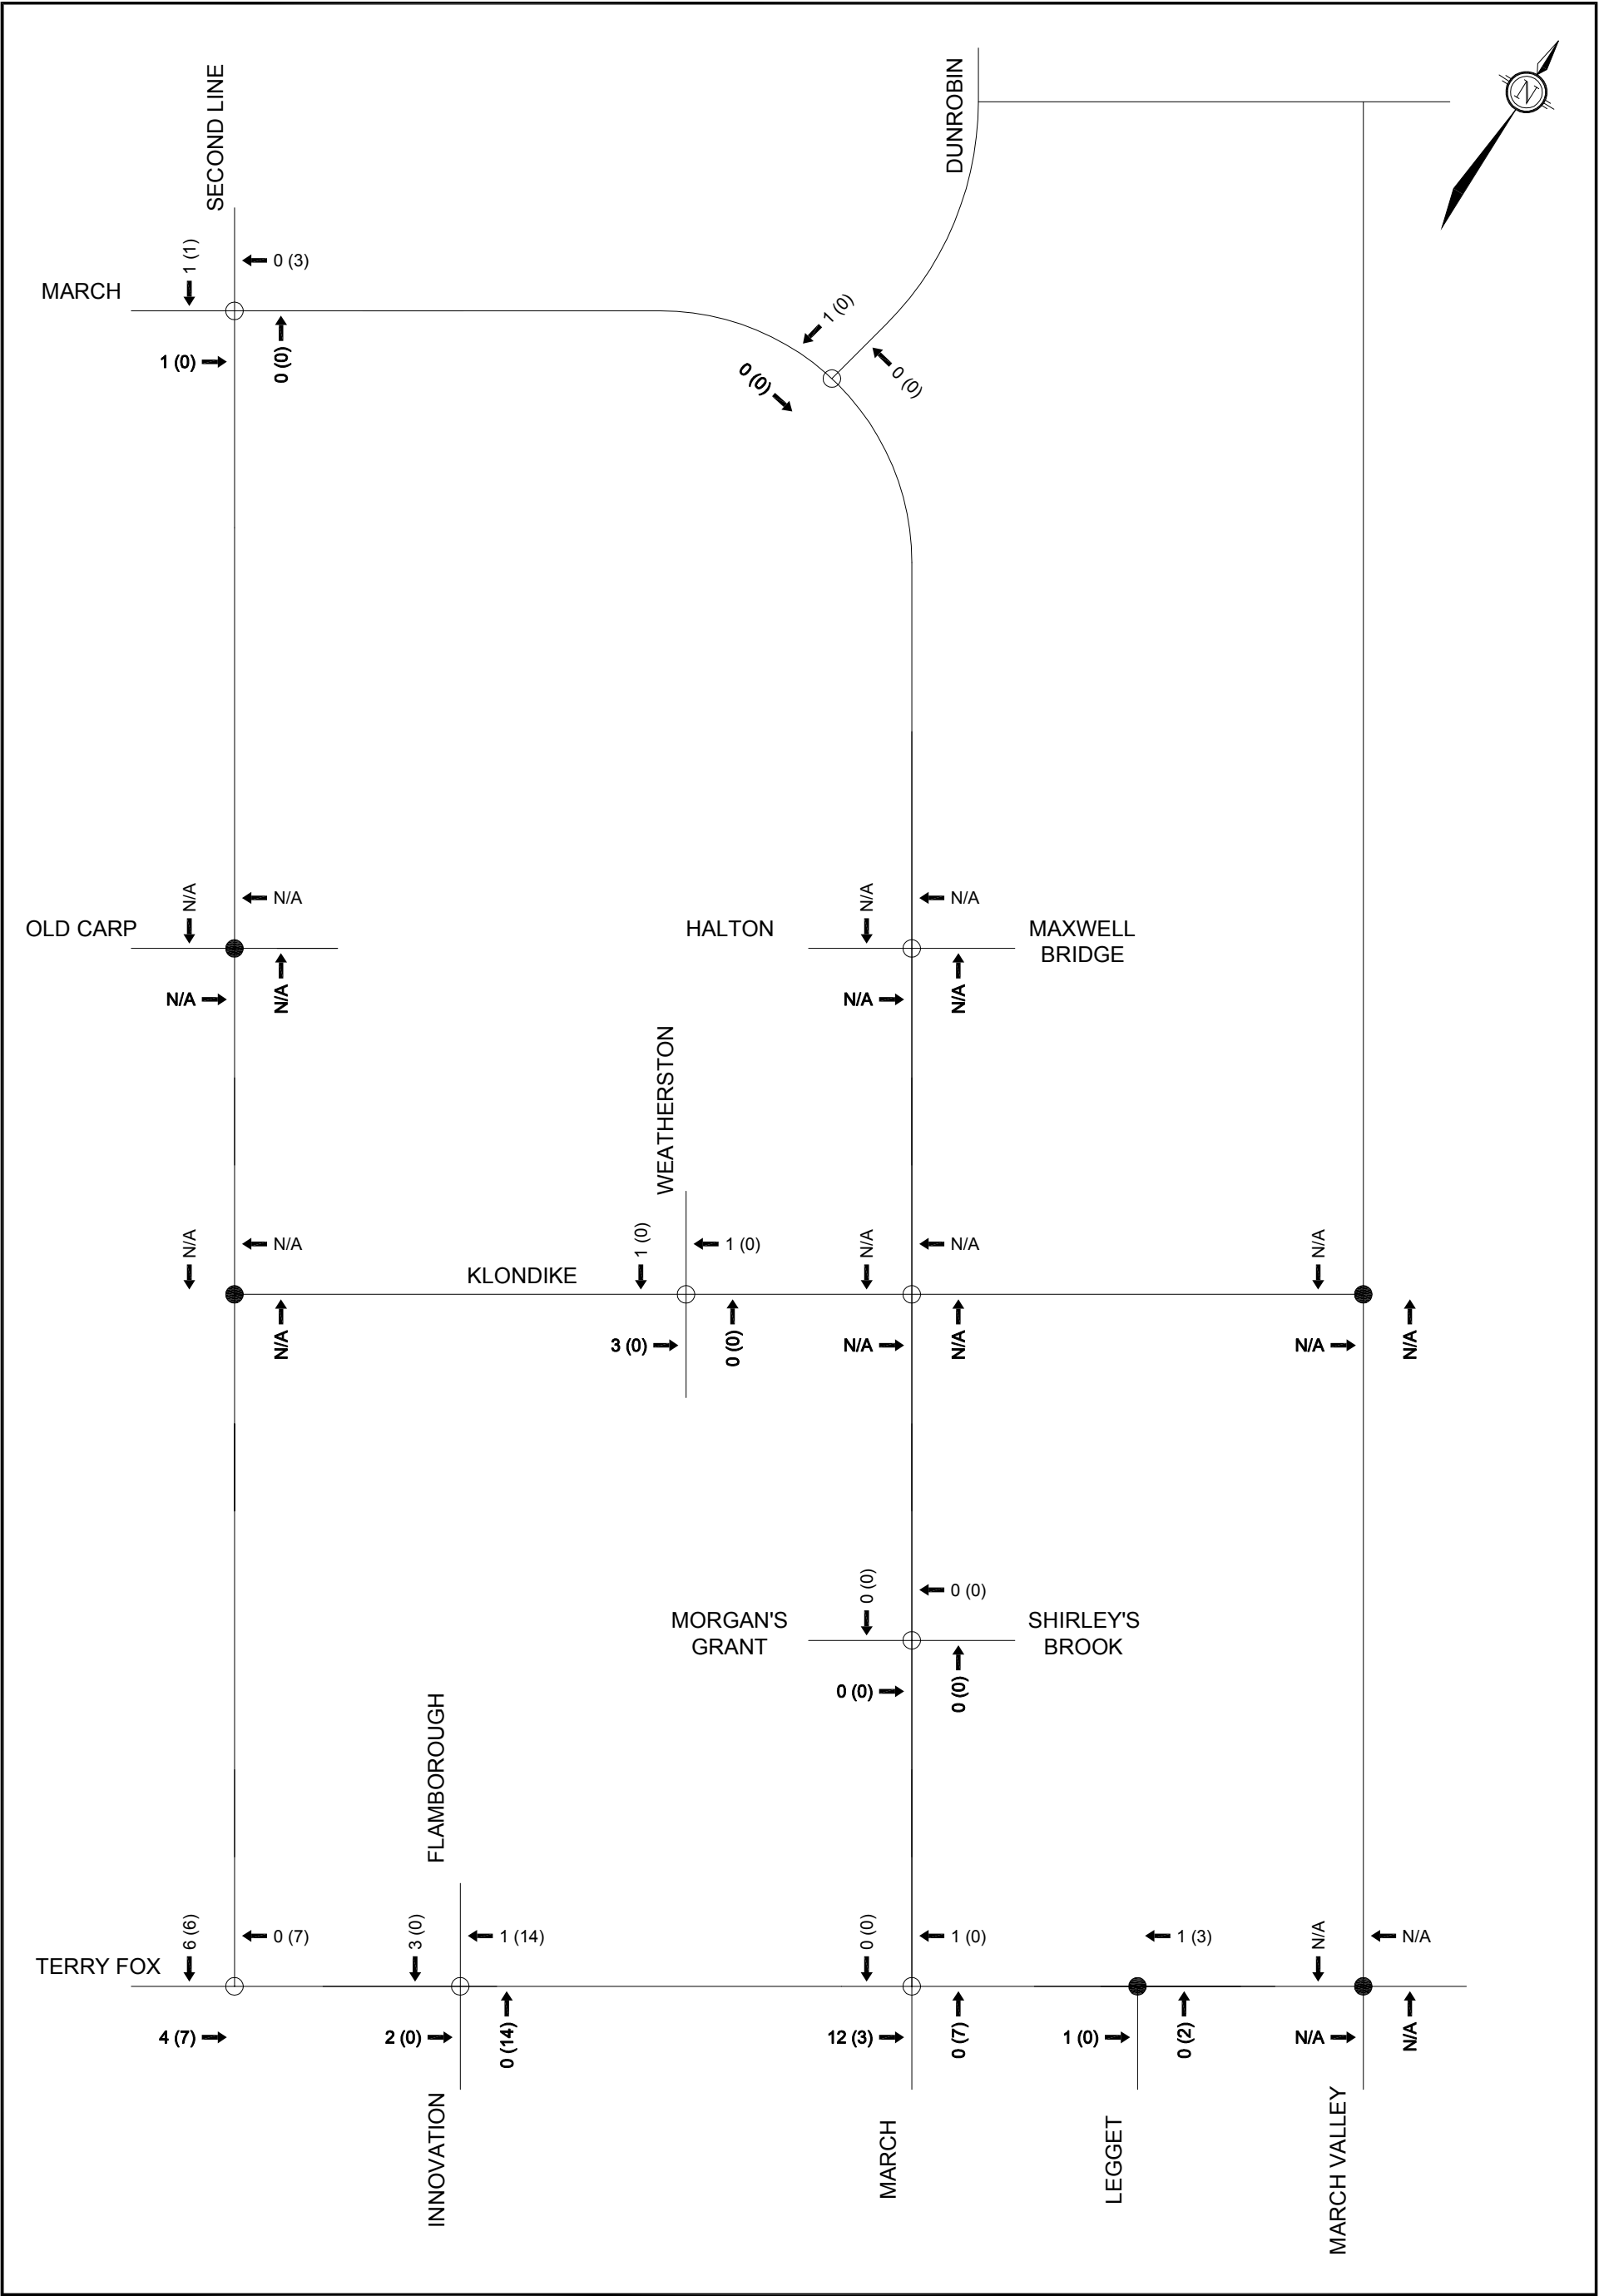 SECOND LINE
DUNROBIN
N
1 (1)
0 (3)
MARCH
1 (0)
0 (0)
1 (0)
0 (0)
0 (0)
N/A
N/A
OLD CARP
N/A
N/A
N/A
N/A
HALTON
MAXWELL
BRIDGE
N/A
N/A
WEATHERSTON
N/A
N/A
N/A
KLONDIKE
1 (0)
1 (0)
3 (0)
0 (0)
N/A
N/A
N/A
N/A
N/A
N/A
N/A
0 (0)
0 (0)
MORGAN'S
GRANT
SHIRLEY'S
BROOK
0 (0)
0 (0)
FLAMBOROUGH
6 (6)
0 (7)
TERRY FOX
4 (7)
3 (0)
1 (14)
2 (0)
0 (14)
0 (0)
1 (0)
12 (3)
0 (7)
1 (3)
1 (0)
0 (2)
N/A
N/A
N/A
N/A
INNOVATION
MARCH
LEGGET
MARCH VALLEY